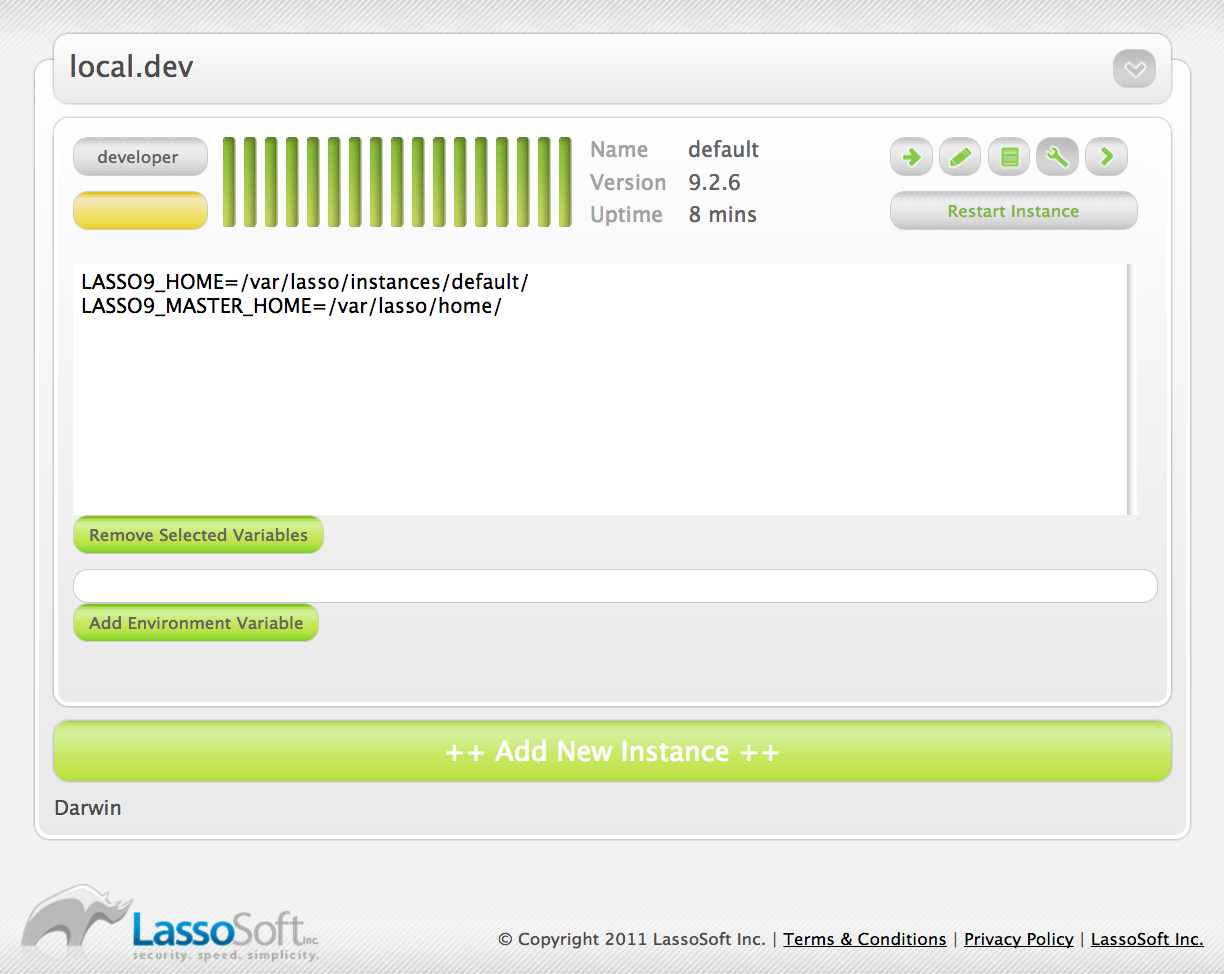 local.dev
developer
Name default
Version 9.2.6
Uptime 8 mins
Restart Instance
LASSO9_HOME=/var/lasso/instances/default/
LASSO9_MASTER_HOME=/var/lasso/home/
Remove Selected Variables
Add Environment Variable
++ Add New Instance ++
Darwin
LassoSoft Inc.
security. speed. simplicity.
© Copyright 2011 LassoSoft Inc. | Terms & Conditions | Privacy Policy | LassoSoft Inc.